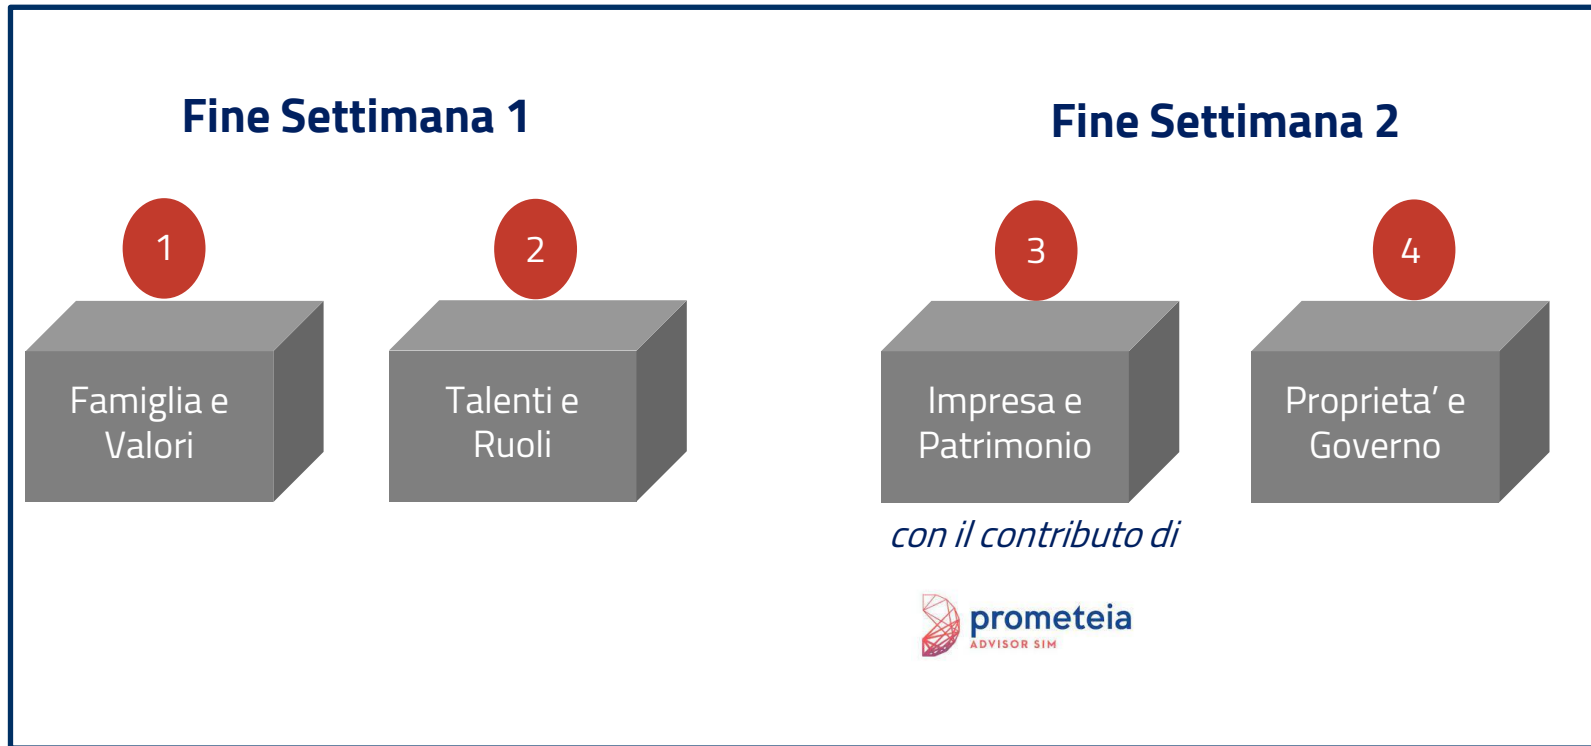 Fine Settimana 1
1
Famiglia e
Valori
2
Talenti e
Ruoli
Fine Settimana 2
3
Impresa e
Patrimonio
con il contributo di
prometeia
ADVISOR SIM
4
Proprieta’ e
Governo